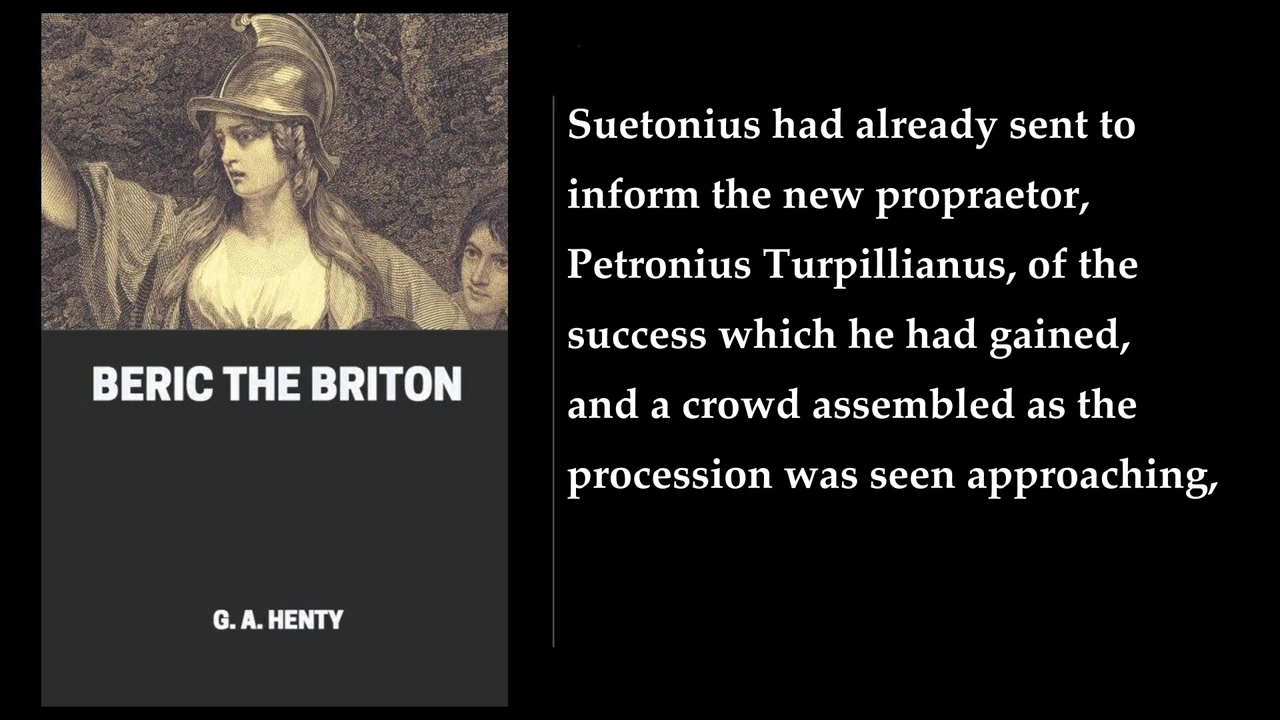 BERIC THE BRITON
G. A. HENTY
Suetonius had already sent to
inform the new propraetor,
Petronius Turpillianus, of the
success which he had gained,
and a crowd assembled as the
procession was seen approaching,